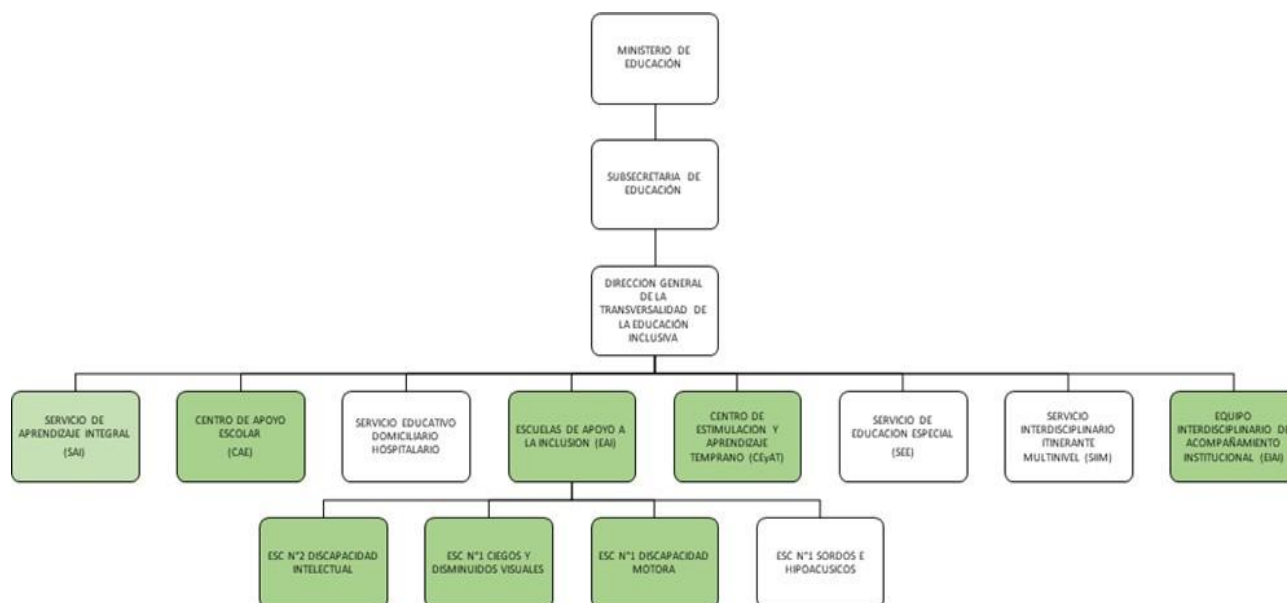 MINISTERIO DE
EDUCACIÓN
SUBSECRETARIA DE
EDUCACIÓN
DIRECCION GENERAL
DE LA
TRANSVERSALIDAD DE
LA EDUCACIÓN
INCLUSIVA
SERVICIO DE
APRENDIZAJE INTEGRAL
(SAI)
CENTRO DE APOYO
ESCOLAR
(CAE)
SERVICIO EDUCATIVO
DOMICILIARIO
HOSPITALARIO
ESCUELAS DE APOYO A
LA INCLUSION (EAI)
CENTRO DE
ESTIMULACIÓN Y
APRENDIZAJE
TEMPRANO (CEyAT)
SERVICIO DE
EDUCACION ESPECIAL
(SEE)
SERVICIO
INTERDISCIPLINARIO
ITINERANTE
MULTINIVEL (SIIM)
EQUIPO
INTERDISCIPLINARIO DE
ACOMPAÑAMIENTO
INSTITUCIONAL (EIAI)
ESC N°2 DISCAPACIDAD
INTELECTUAL
ESC N°1 CIEGOS Y
DISMINUIDOS VISUALES
ESC N°1 DISCAPACIDAD
MOTORA
ESC N°1 SORDOS E
HIPOACUSICOS